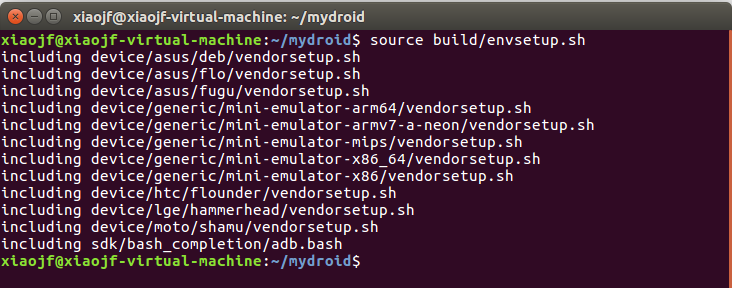 xiaojf@xiaojf-virtual-machine: ~/mydroid
xiaojf@xiaojf-virtual-machine:~/mydroid$ source build/envsetup.sh
including device/asus/deb/vendorsetup.sh
including device/asus/flo/vendorsetup.sh
including device/asus/fugu/vendorsetup.sh
including device/generic/mini-emulator-arm64/vendorsetup.sh
including device/generic/mini-emulator-armv7-a-neon/vendorsetup.sh
including device/generic/mini-emulator-mips/vendorsetup.sh
including device/generic/mini-emulator-x86_64/vendorsetup.sh
including device/generic/mini-emulator-x86/vendorsetup.sh
including device/htc/flounder/vendorsetup.sh
including device/lge/hammerhead/vendorsetup.sh
including device/moto/shamu/vendorsetup.sh
including sdk/bash_completion/adb.bash
xiaojf@xiaojf-virtual-machine:~/mydroid$